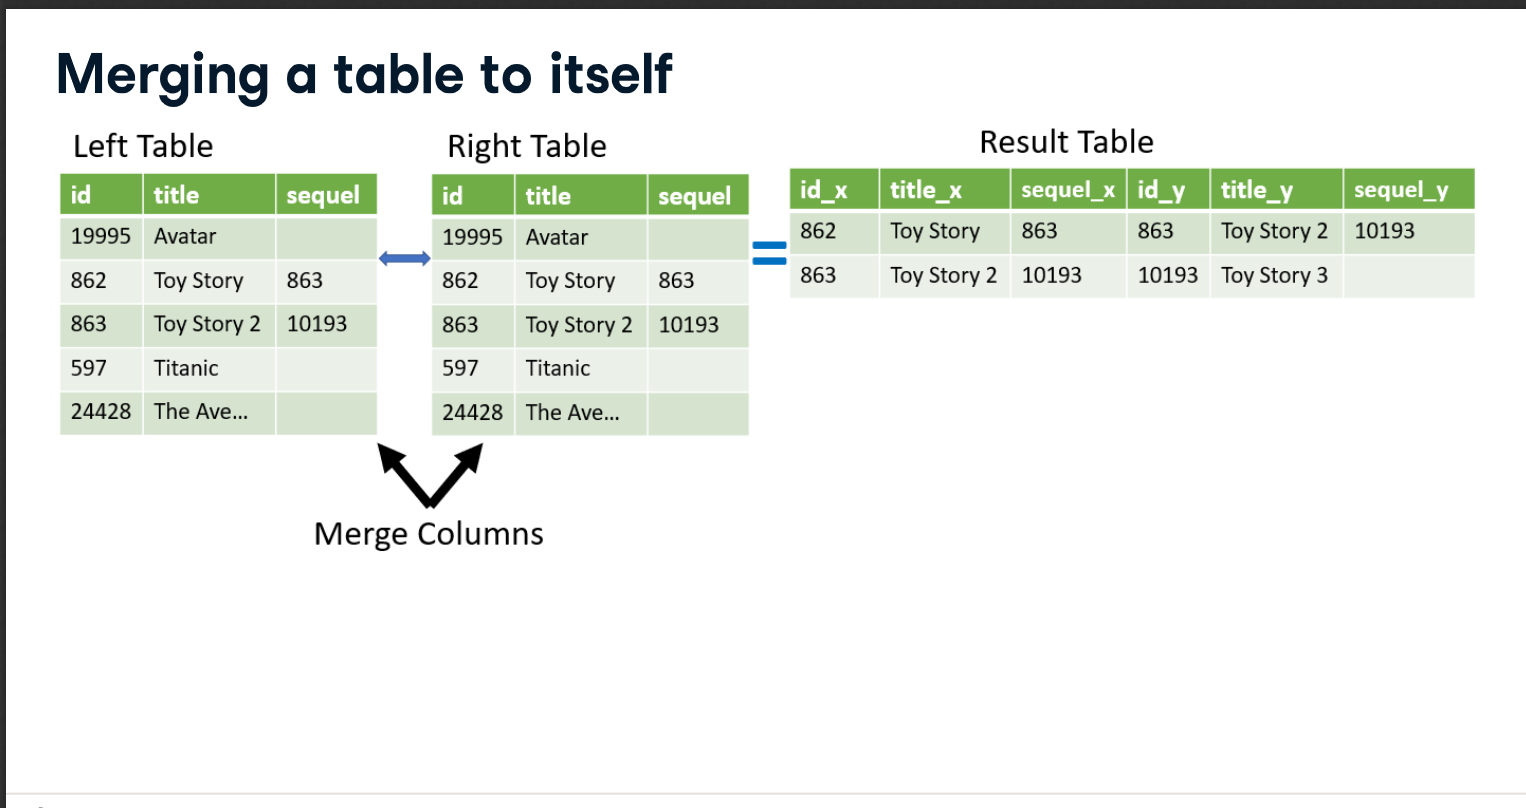 Merging a table to itself
Left Table
id title sequel
19995 Avatar
862 Toy Story 863
863 Toy Story 2 10193
597 Titanic
24428 The Ave...
Right Table
id title sequel
19995 Avatar
862 Toy Story 863
863 Toy Story 2 10193
597 Titanic
24428 The Ave...
Result Table
id_x title_x sequel_x id_y title_y sequel_y
862 Toy Story 863 863 Toy Story 2 10193
863 Toy Story 2 10193 10193 Toy Story 3
Merge Columns